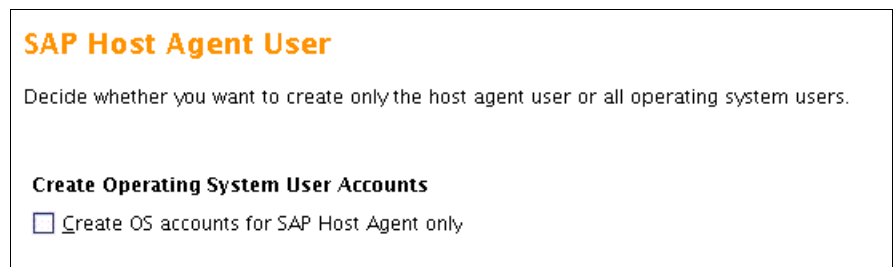 SAP Host Agent User
Decide whether you want to create only the host agent user or all operating system users.
Create Operating System User Accounts
Create OS accounts for SAP Host Agent only